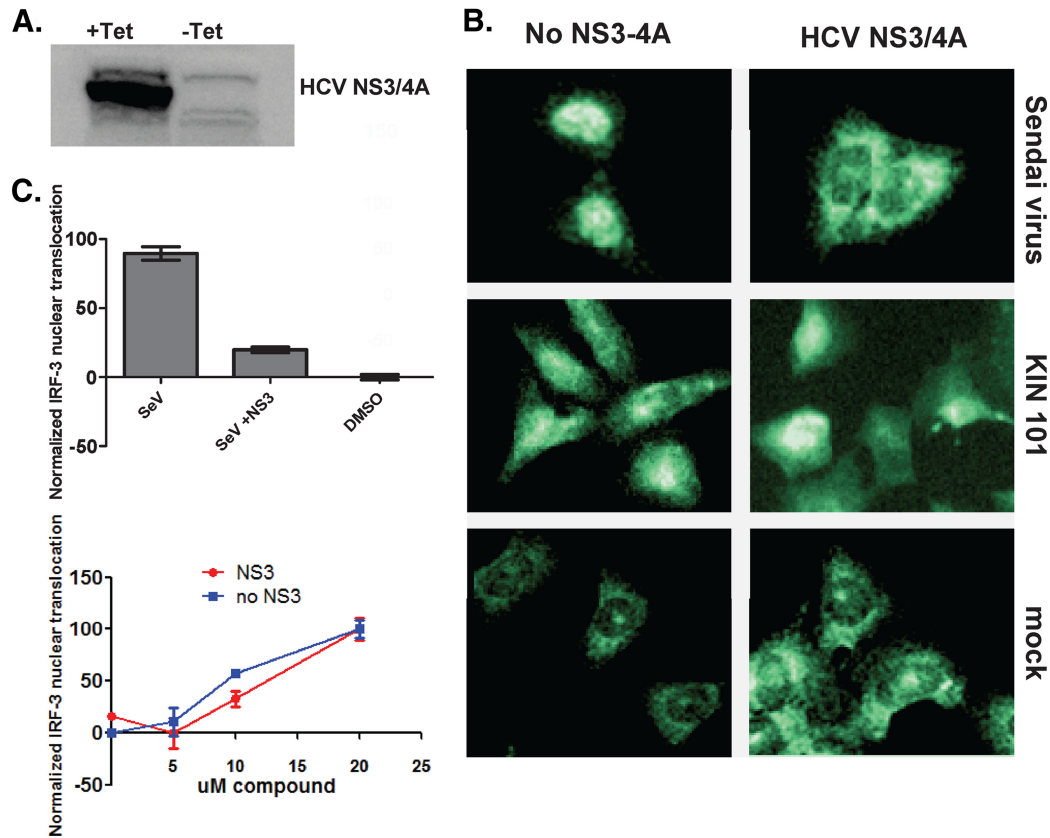 A.
+Tet -Tet
HCV NS3/4A
B.
No NS3-4A HCV NS3/4A
Sendai virus
KIN 101
mock
C.
Normalized IRF-3 nuclear translocation
100
50
0
-50
SeV
SeV +NS3
DMSO
Normalized IRF-3 nuclear translocation
150
100
50
0
-50
NS3
no NS3
5 10 15 20 25
uM compound